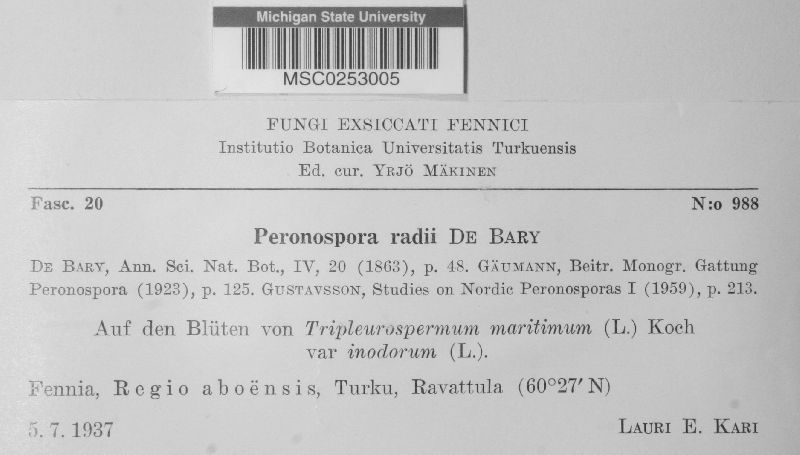 Michigan State University
MSC0253005
FUNGI EXSICCATI FENNICI
Institutio Botanica Universitatis Turkuensis
Ed. cur. YRJÖ MÄKINEN
Fasc. 20 N:o 988
Peronospora radii DE BARY
DE BARY, Ann. Sci. Nat. Bot., IV, 20 (1863), p. 48. GÄUMANN, Beitr. Monogr. Gattung
Peronospora (1923), p. 125. GUSTAVSSON, Studies on Nordic Peronosporas I (1959), p. 213.
Auf den Blüten von Tripleurospermum maritimum (L.) Koch
var inodorum (L.).
Fennia, Regio aboënsis, Turku, Ravattula (60°27′ N)
5. 7. 1937 LAURI E. KARI